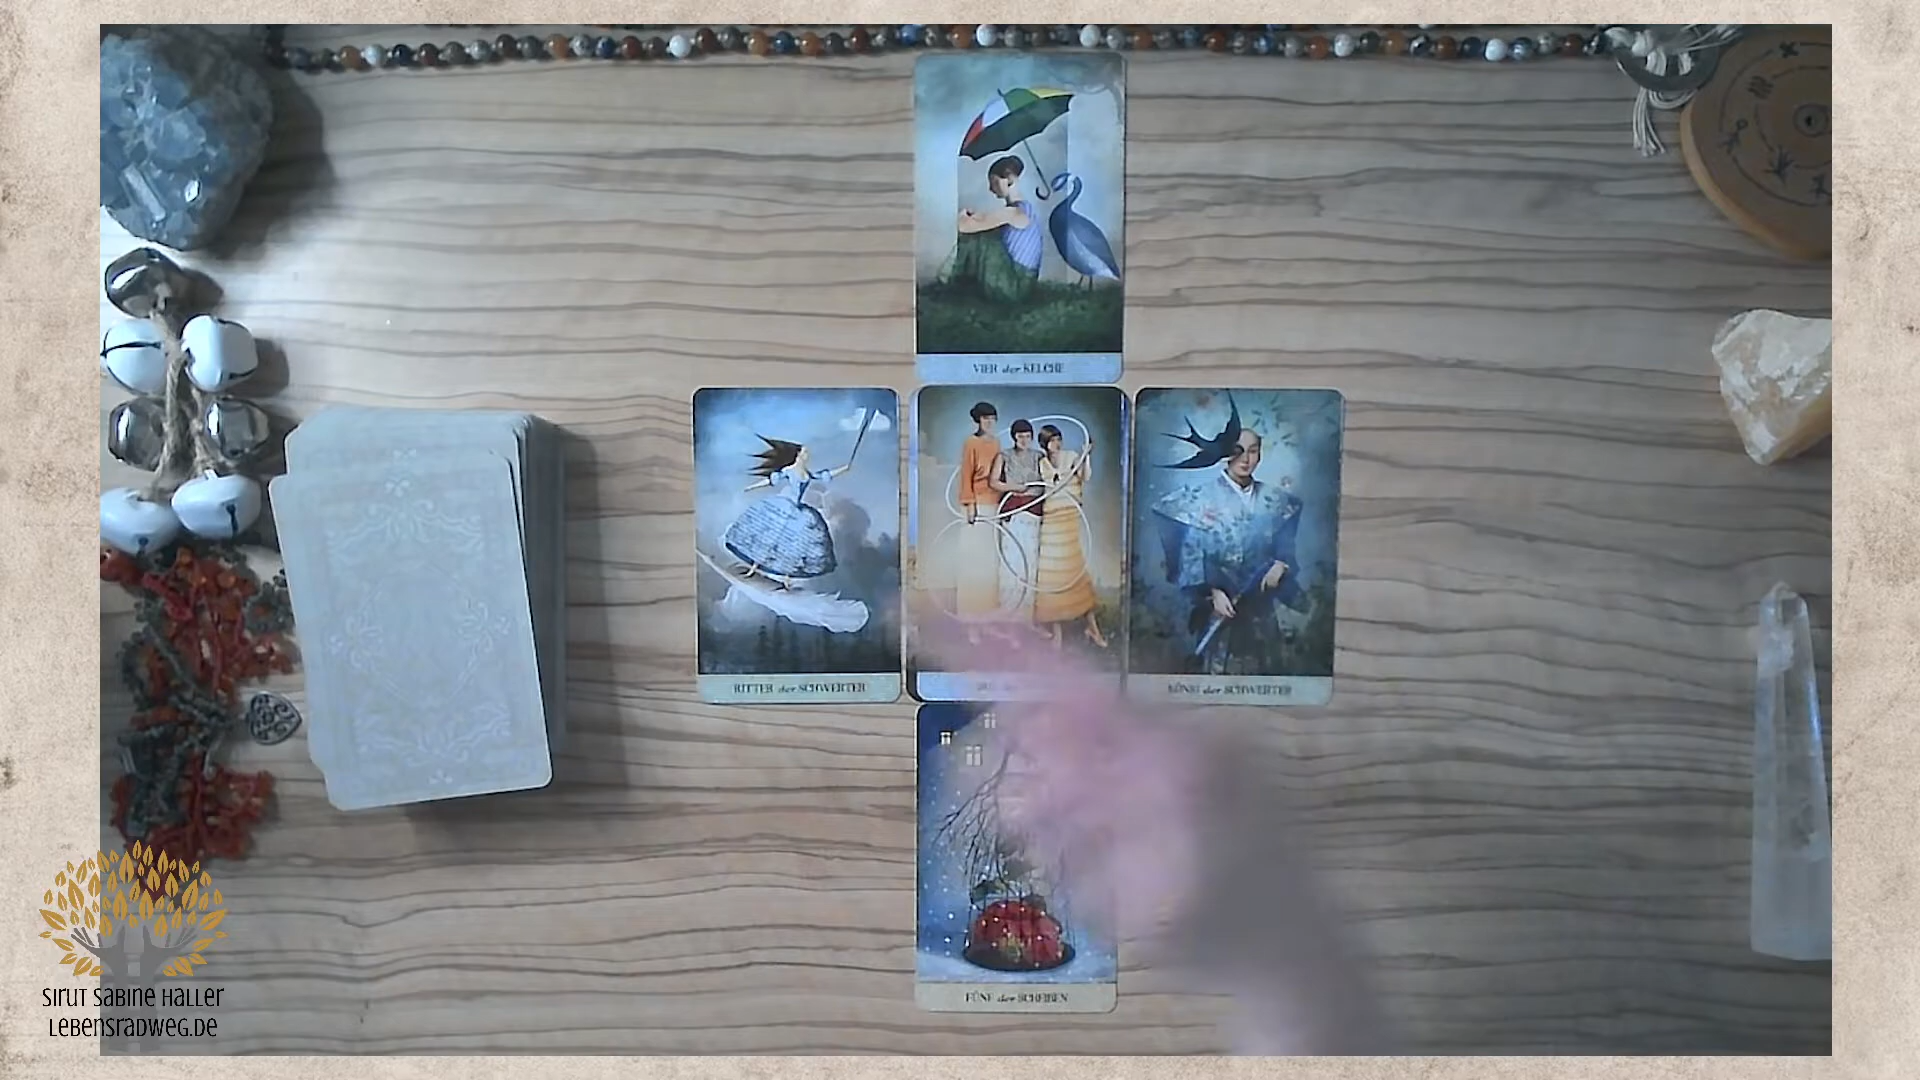 VIER der KELCHE
RITTER der SCHWERTER
KÖNIG der SCHWERTER
FÜNF der SCHEIBEN
SIRUT SABINE HALLER
LEBENSRADWEG.DE